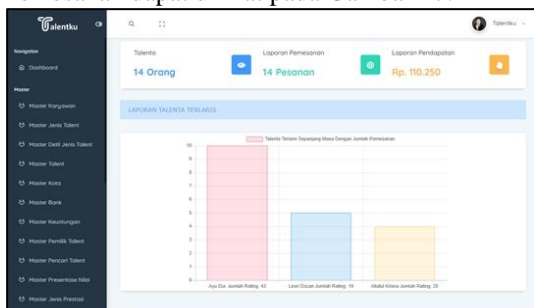 Talentku
Talentku
Navigation
Dashboard
Master
Master Karyawan
Master Jenis Talent
Master Detil Jenis Talent
Master Talent
Master Kota
Master Bank
Master Keuntungan
Master Pemilik Talent
Master Pencari Talent
Master Presentase Nilai
Master Jenis Prestasi
Talenta
14 Orang
Laporan Pemesanan
14 Pesanan
Laporan Pendapatan
Rp. 110.250
LAPORAN TALENTA TERLARIS
Talenta Terlaris Sepanjang Masa Dengan Jumlah Pemesanan
10
9
8
7
6
5
4
3
2
1
0
Ayu Dia Jumlah Rating: 43
Jumlah Rating: 19
Jumlah Rating: 20